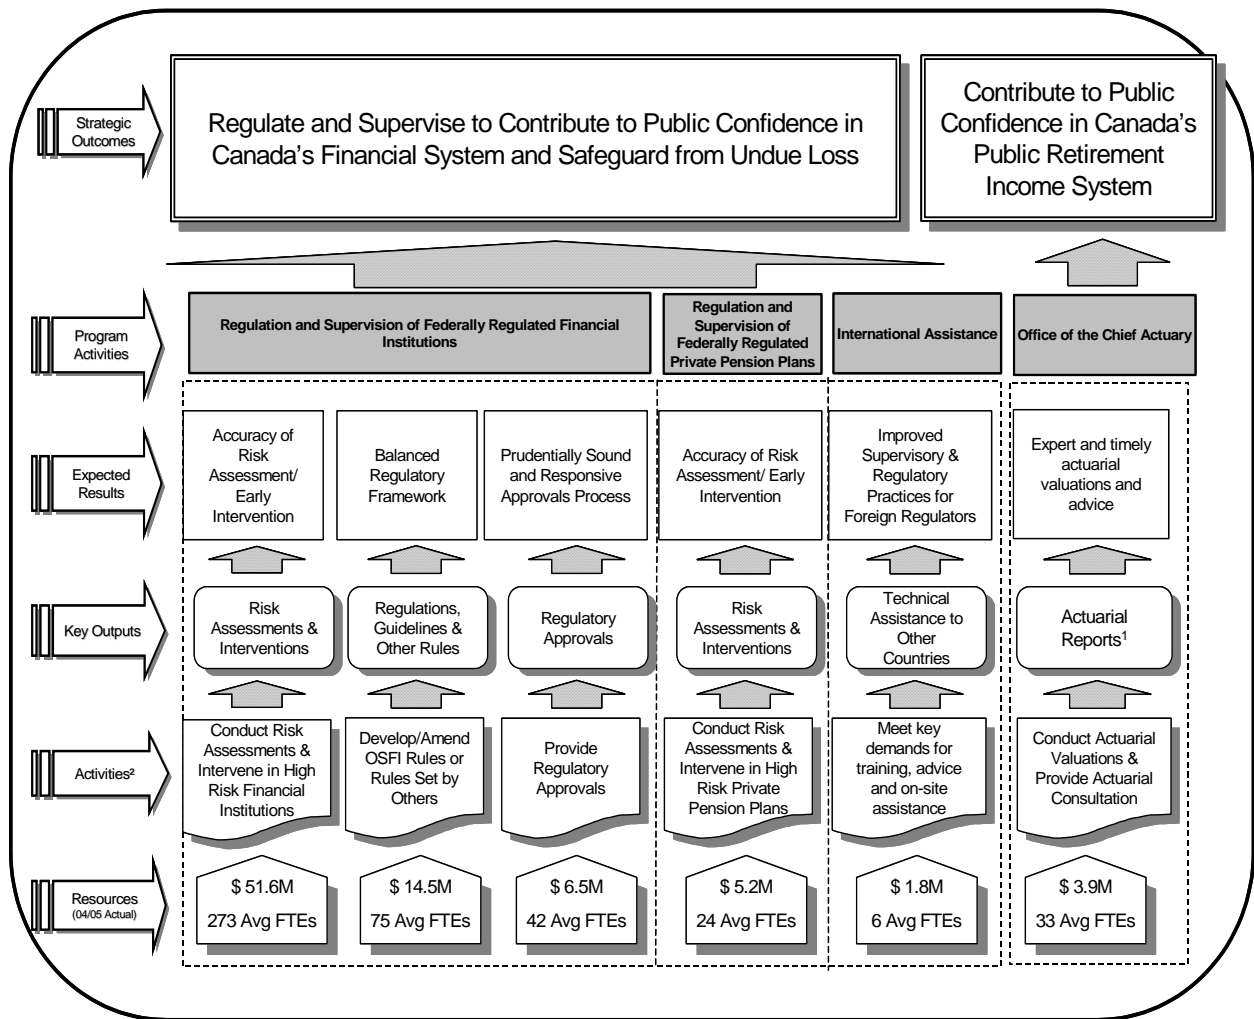 Strategic
Outcomes
Regulate and Supervise to Contribute to Public Confidence in
Canada's Financial System and Safeguard from Undue Loss
Contribute to Public
Confidence in Canada's
Public Retirement
Income System
Program
Activities
Regulation and Supervision of Federally Regulated Financial
Institutions
Regulation and
Supervision of
Federally Regulated
Private Pension Plans
International Assistance
Office of the Chief Actuary
Expected
Results
Accuracy of
Risk
Assessment/
Early
Intervention
Balanced
Regulatory
Framework
Prudentially Sound
and Responsive
Approvals Process
Accuracy of Risk
Assessment/ Early
Intervention
Improved
Supervisory &
Regulatory
Practices for
Foreign Regulators
Expert and timely
actuarial
valuations and
advice
Key Outputs
Risk
Assessments &
Interventions
Regulations,
Guidelines &
Other Rules
Regulatory
Approvals
Risk
Assessments &
Interventions
Technical
Assistance to
Other
Countries
Actuarial
Reports¹
Activities²
Conduct Risk
Assessments &
Intervene in High
Risk Financial
Institutions
Develop/Amend
OSFI Rules or
Rules Set by
Others
Provide
Regulatory
Approvals
Conduct Risk
Assessments &
Intervene in High
Risk Private
Pension Plans
Meet key
demands for
training, advice
and on-site
assistance
Conduct Actuarial
Valuations &
Provide Actuarial
Consultation
Resources
(04/05 Actual)
$ 51.6M
273 Avg FTEs
$ 14.5M
75 Avg FTEs
$ 6.5M
42 Avg FTEs
$ 5.2M
24 Avg FTEs
$ 1.8M
6 Avg FTEs
$ 3.9M
33 Avg FTEs